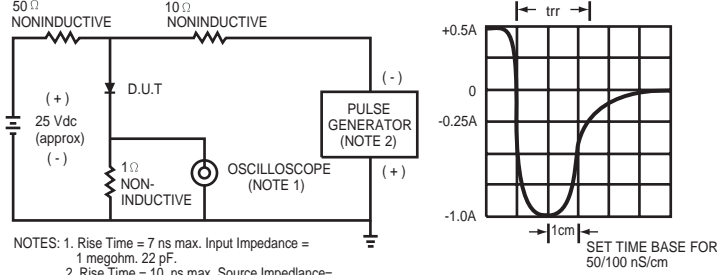 50 Ω
NONINDUCTIVE
10 Ω
NONINDUCTIVE
D.U.T
( + )
25 Vdc
(approx)
( - )
1 Ω
NON-
INDUCTIVE
OSCILLOSCOPE
(NOTE 1)
( - )
PULSE
GENERATOR
(NOTE 2)
( + )
NOTES: 1. Rise Time = 7 ns max. Input Impedance =
1 megohm. 22 pF.
2. Rise Time = 10 ns max. Source Impedlance=
trr
+0.5A
0
-0.25A
-1.0A
1cm
SET TIME BASE FOR
50/100 nS/cm